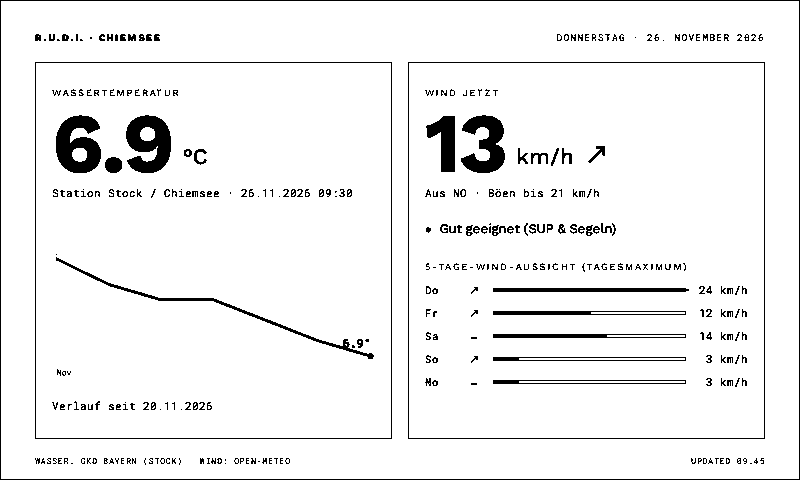 R.U.D.I. · CHIEMSEE
DONNERSTAG · 26. NOVEMBER 2026
WASSERTEMPERATUR
6.9 °C
Station Stock / Chiemsee · 26.11.2026 09:30
6.9°
Nov
Verlauf seit 20.11.2026
WIND JETZT
13 km/h ↗
Aus NO · Böen bis 21 km/h
• Gut geeignet (SUP & Segeln)
5-TAGE-WIND-AUSSICHT (TAGESMAXIMUM)
Do ↗ 24 km/h
Fr ↗ 12 km/h
Sa – 14 km/h
So ↗ 3 km/h
Mo – 3 km/h
WASSER: GKD BAYERN (STOCK) WIND: OPEN-METEO
UPDATED 09:45